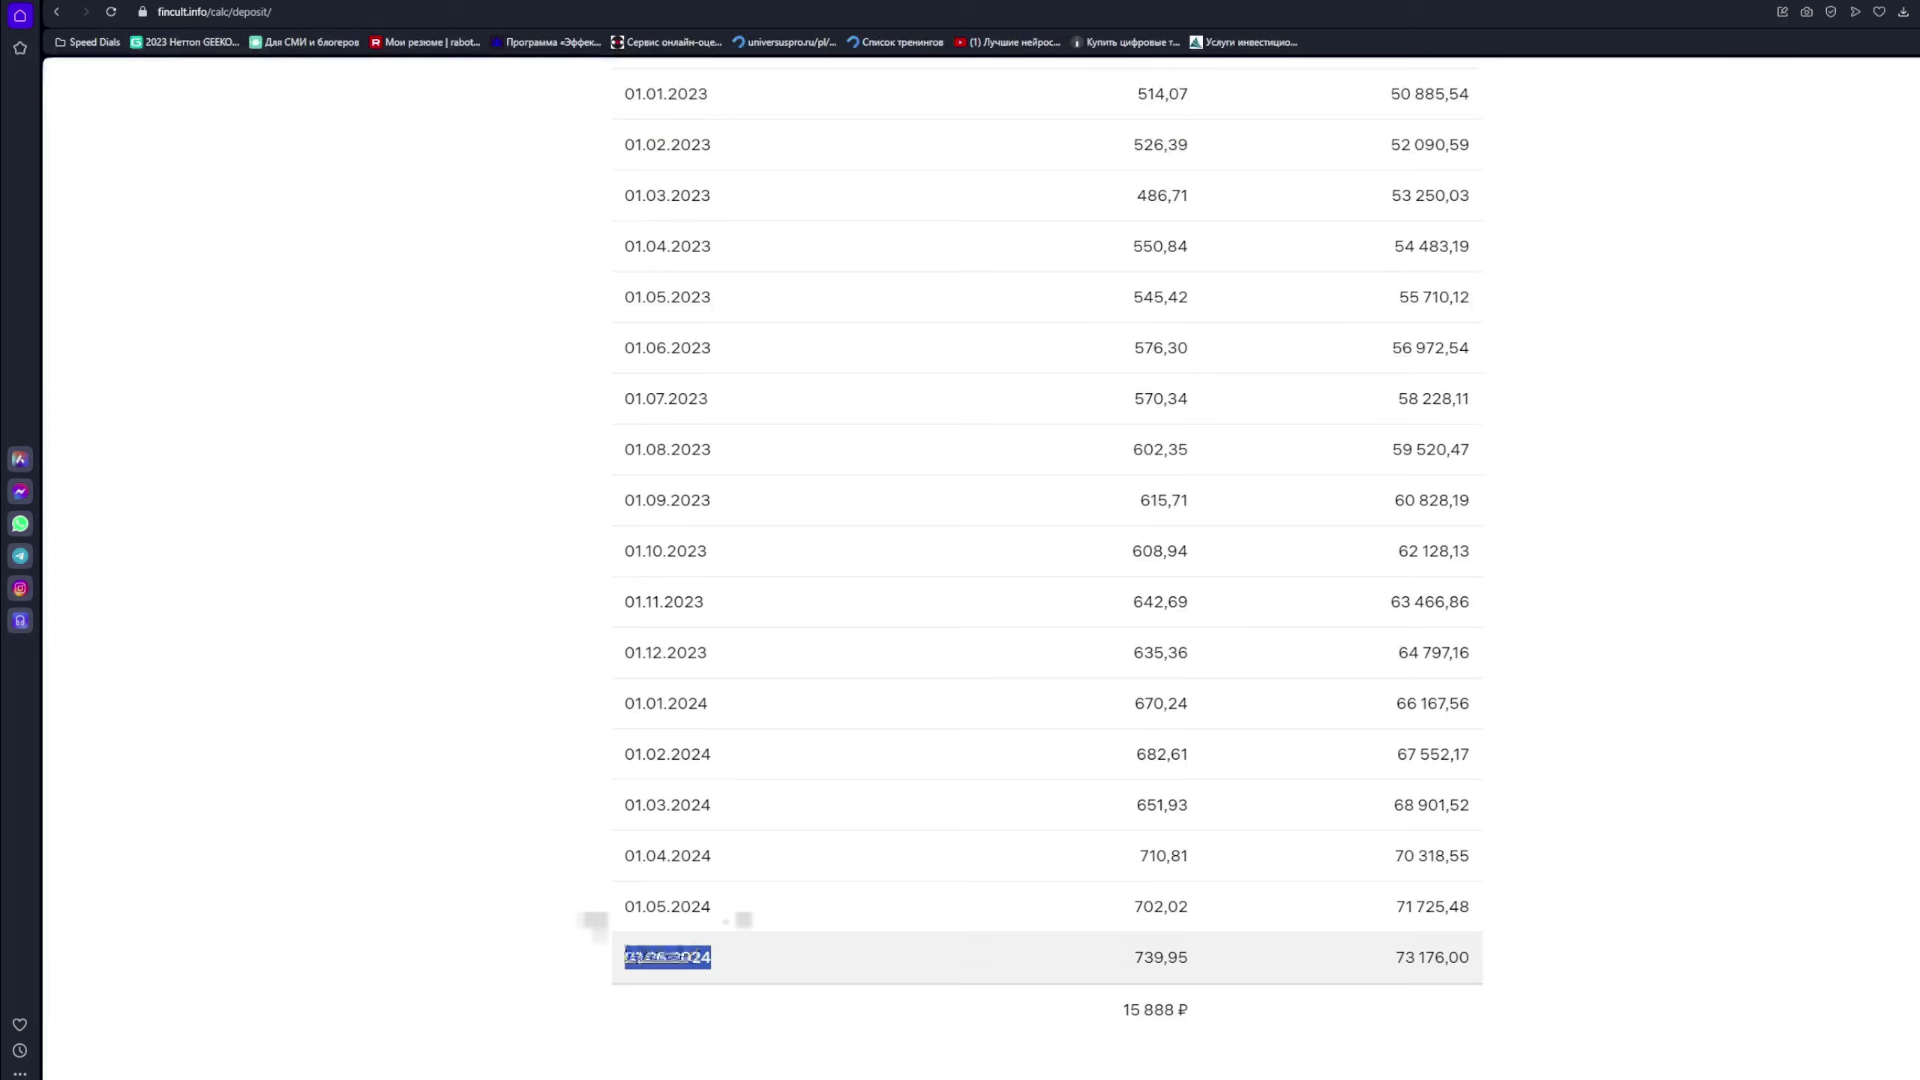 fincult.info/calc/deposit/
Speed Dials 2023 Неттоп GEEKO... Для СМИ и блогеров Мои резюме | rabot... Программа «Эффек... Сервис онлайн-оце... universuspro.ru/pl/... Список тренингов (1) Лучшие нейрос... Купить цифровые т... Услуги инвестицио...
01.01.2023 514,07 50 885,54
01.02.2023 526,39 52 090,59
01.03.2023 486,71 53 250,03
01.04.2023 550,84 54 483,19
01.05.2023 545,42 55 710,12
01.06.2023 576,30 56 972,54
01.07.2023 570,34 58 228,11
01.08.2023 602,35 59 520,47
01.09.2023 615,71 60 828,19
01.10.2023 608,94 62 128,13
01.11.2023 642,69 63 466,86
01.12.2023 635,36 64 797,16
01.01.2024 670,24 66 167,56
01.02.2024 682,61 67 552,17
01.03.2024 651,93 68 901,52
01.04.2024 710,81 70 318,55
01.05.2024 702,02 71 725,48
739,95 73 176,00
15 888 ₽